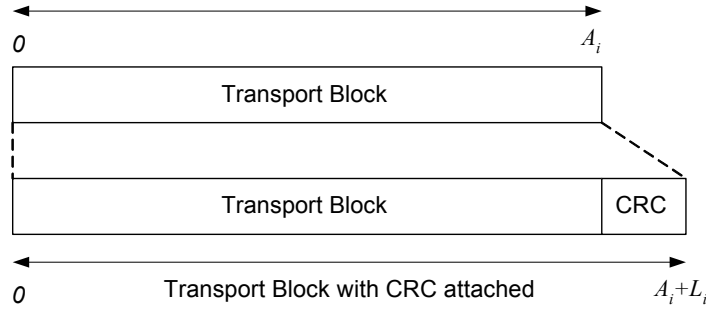 0 A_i
Transport Block
Transport Block CRC
0 Transport Block with CRC attached A_i+L_i